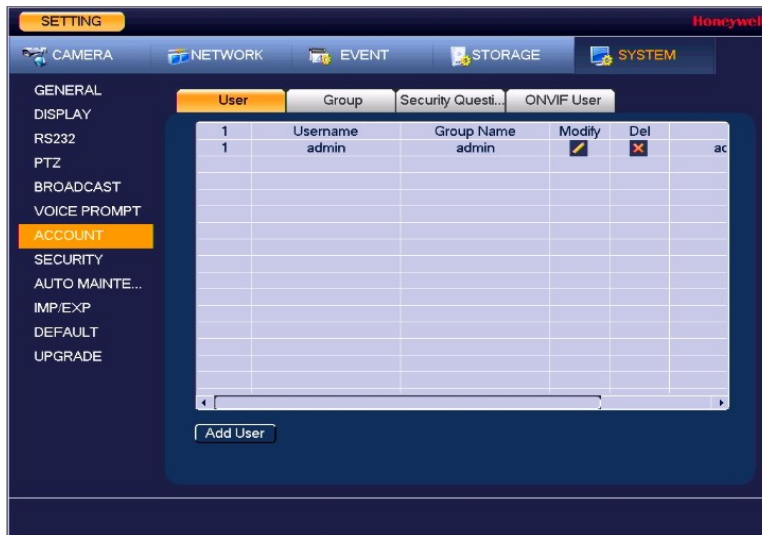 SETTING
Honeywell
CAMERA NETWORK EVENT STORAGE SYSTEM
GENERAL
DISPLAY
RS232
PTZ
BROADCAST
VOICE PROMPT
ACCOUNT
SECURITY
AUTO MAINTE...
IMP/EXP
DEFAULT
UPGRADE
User Group Security Questi... ONVIF User
1 Username Group Name Modify Del
1 admin admin ac
Add User